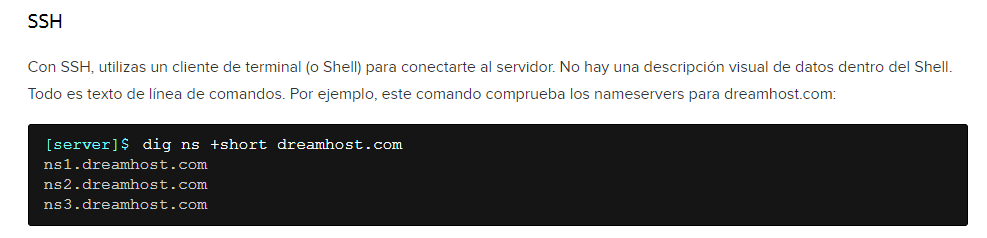 SSH
Con SSH, utilizas un cliente de terminal (o Shell) para conectarte al servidor. No hay una descripción visual de datos dentro del Shell.
Todo es texto de línea de comandos. Por ejemplo, este comando comprueba los nameservers para dreamhost.com:
[server]$ dig ns +short dreamhost.com
ns1.dreamhost.com
ns2.dreamhost.com
ns3.dreamhost.com